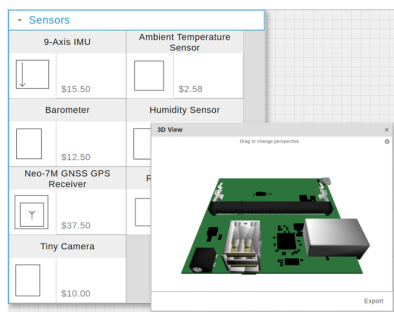 Sensors
9-Axis IMU
$15.50
Ambient Temperature
Sensor
$2.58
Barometer
$12.50
Humidity Sensor
Neo-7M GNSS GPS
Receiver
$37.50
Tiny Camera
$10.00
3D View
Drag to change perspective
Export